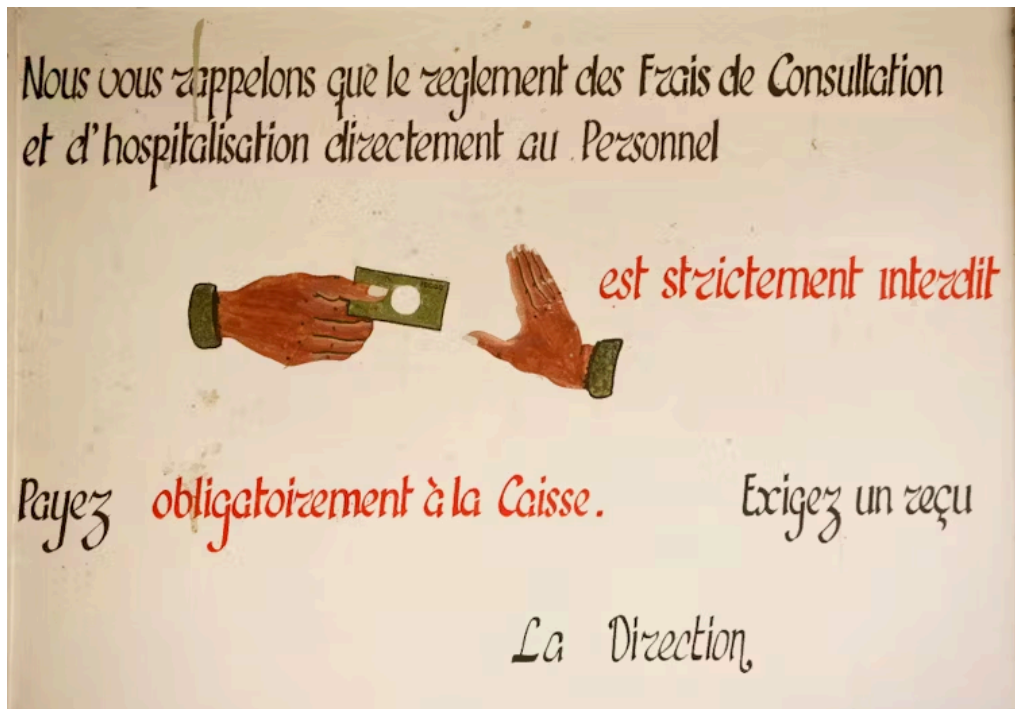 Nous vous rappelons que le reglement des Frais de Consultation
et d'hospitalisation directement au Personnel
est strictement interdit
Payez obligatoirement à la Caisse. Exigez un reçu
La Direction